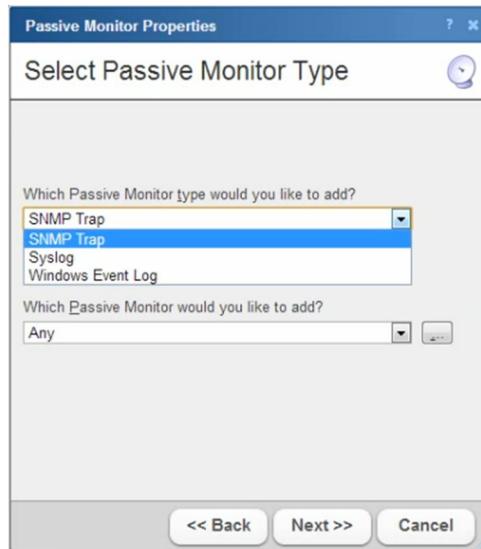 Passive Monitor Properties ? x
Select Passive Monitor Type
Which Passive Monitor type would you like to add?
SNMP Trap
SNMP Trap
Syslog
Windows Event Log
Which Passive Monitor would you like to add?
Any ...
<< Back Next >> Cancel